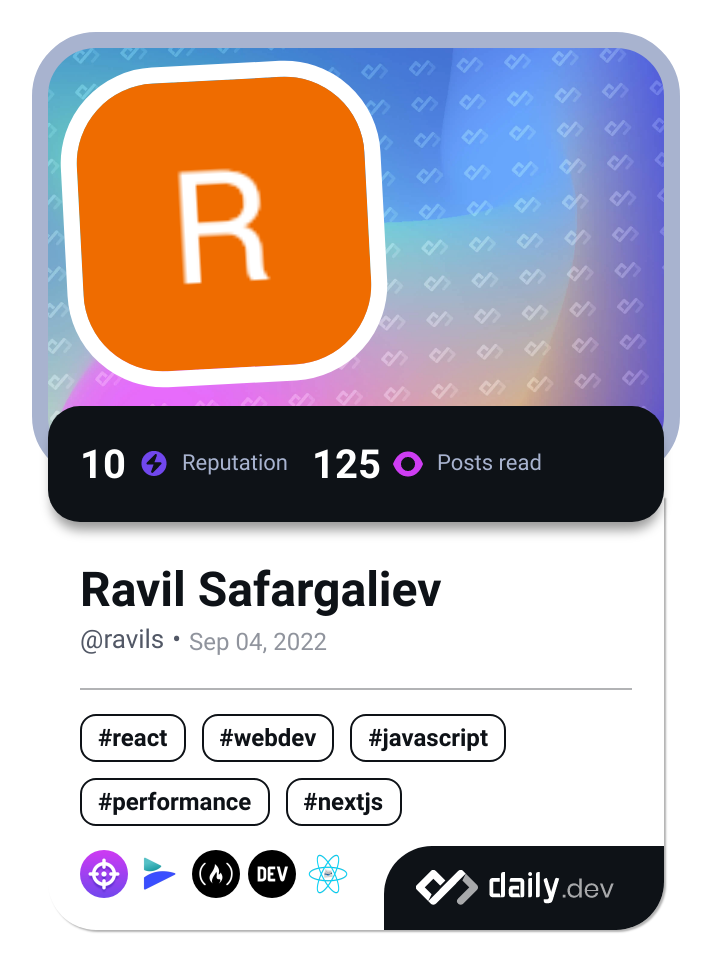 R
10 Reputation 125 Posts read
Ravil Safargaliev
@ravils • Sep 04, 2022
#react #webdev #javascript
#performance #nextjs
DEV
daily.dev